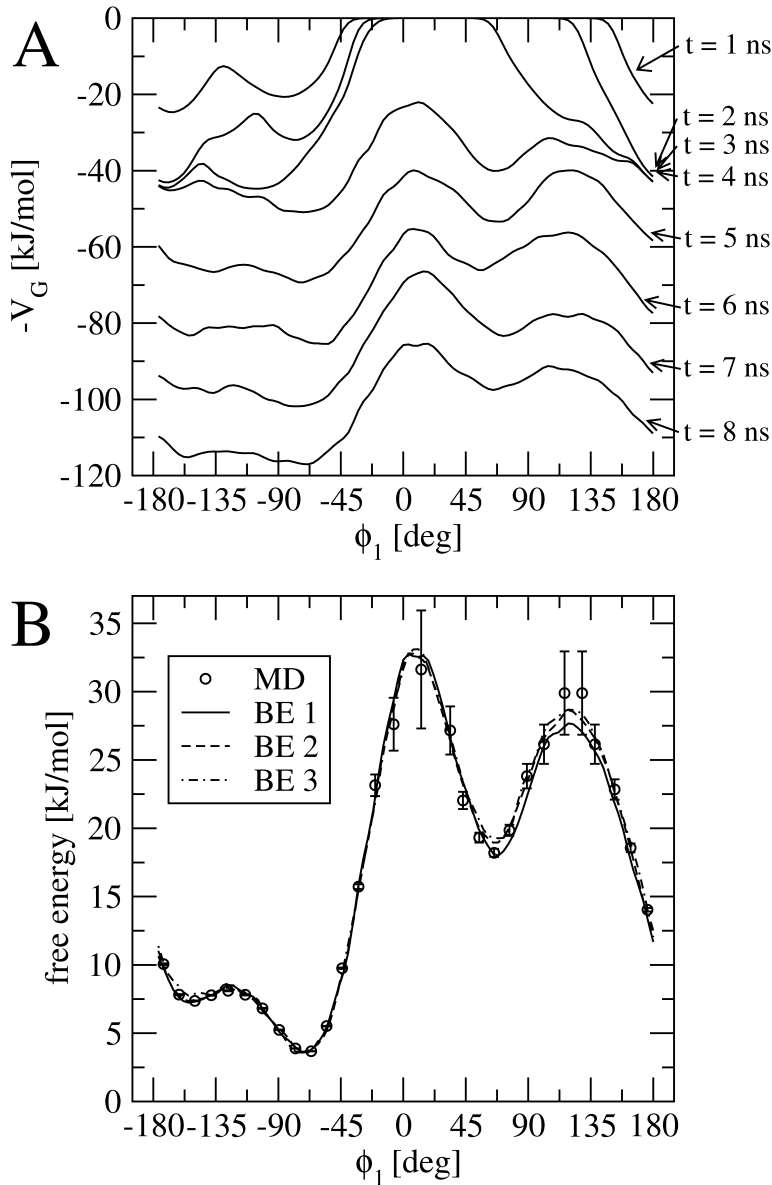 A
0
-20
-40
-60
-80
-100
-120
-V_G [kJ/mol]
t = 1 ns
t = 2 ns
t = 3 ns
t = 4 ns
t = 5 ns
t = 6 ns
t = 7 ns
t = 8 ns
-180 -135 -90 -45 0 45 90 135 180
ϕ_1 [deg]
B
35
30
25
20
15
10
5
0
free energy [kJ/mol]
MD
BE 1
BE 2
BE 3
-180 -135 -90 -45 0 45 90 135 180
ϕ_1 [deg]